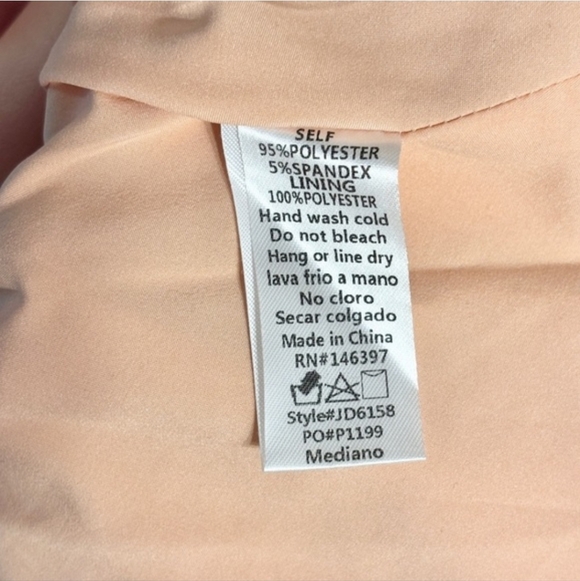 SELF
95%POLYESTER
5%SPANDEX
LINING
100%POLYESTER
Hand wash cold
Do not bleach
Hang or line dry
lava frio a mano
No cloro
Secar colgado
Made in China
RN#146397
Style#JD6158
PO#P1199
Mediano